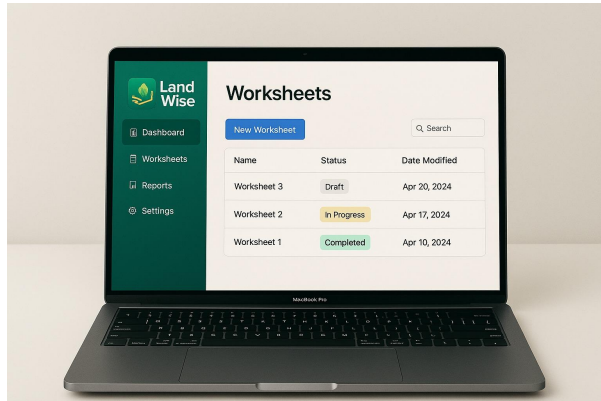 Land
Wise
Dashboard
Worksheets
Reports
Settings
Worksheets
New Worksheet
Search
Name Status Date Modified
Worksheet 3 Draft Apr 20, 2024
Worksheet 2 In Progress Apr 17, 2024
Worksheet 1 Completed Apr 10, 2024
MacBook Pro